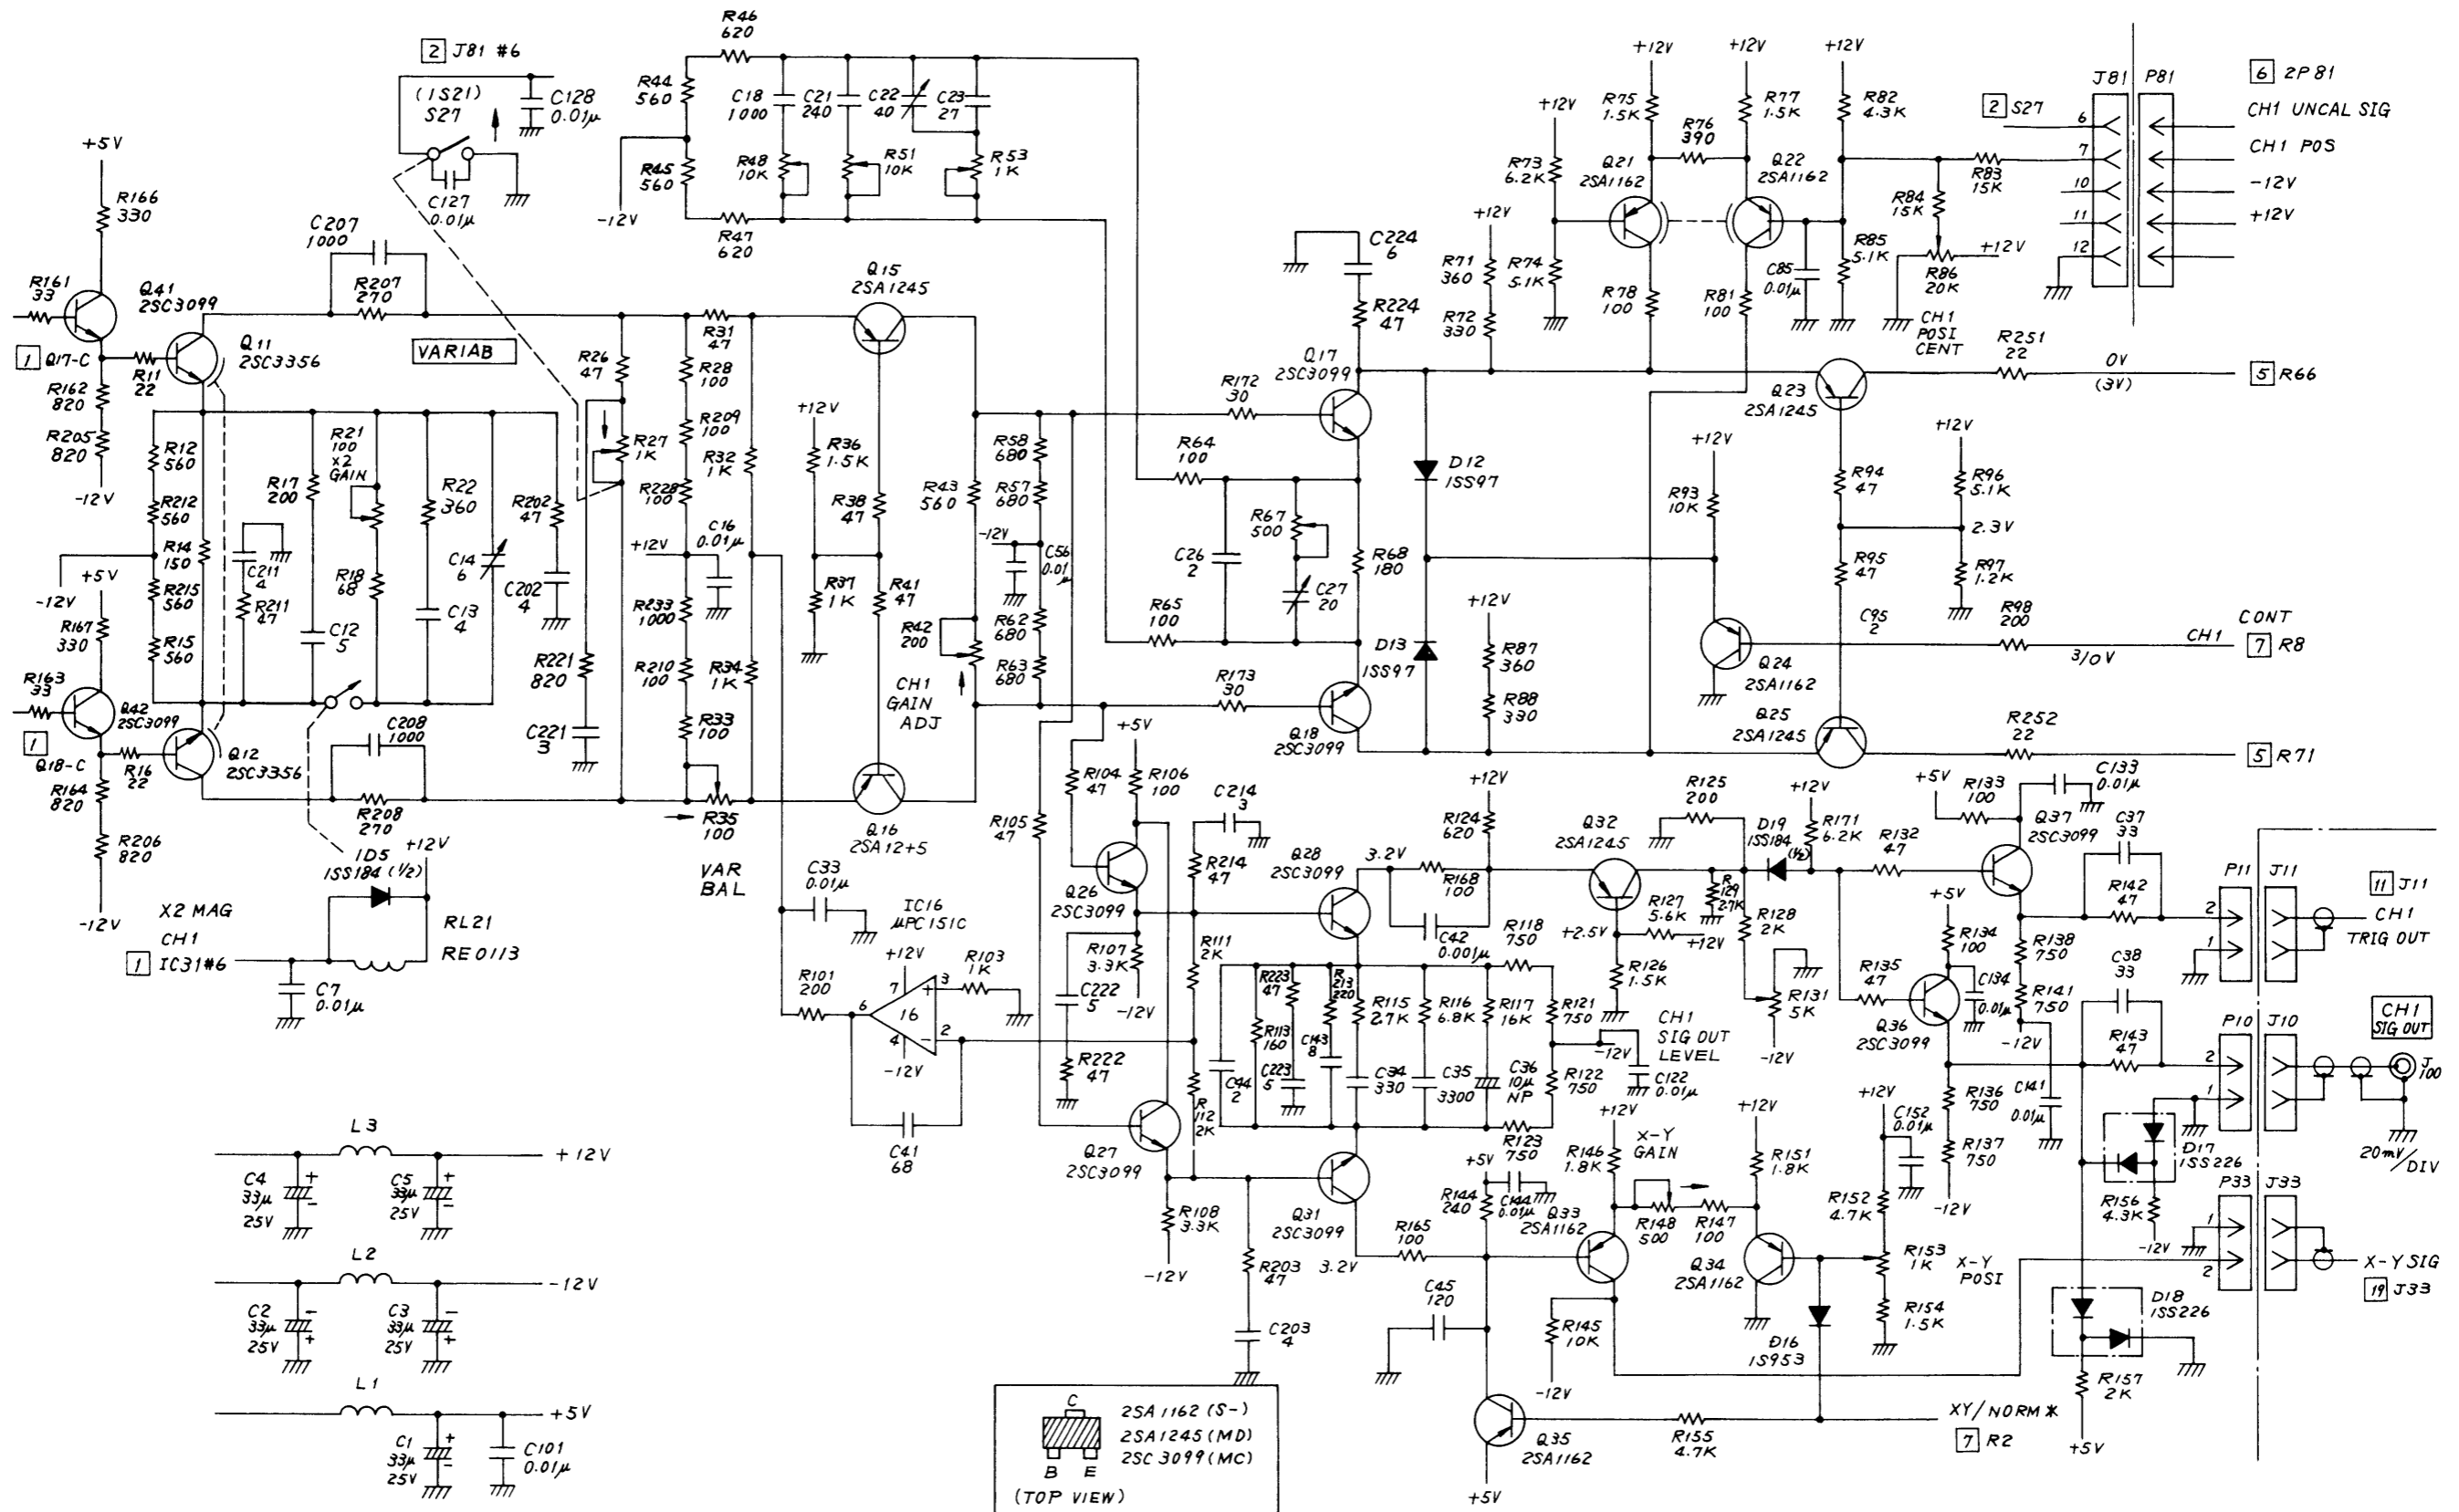 R46
620
2 J81 #6
(1S21)
S27
C128
0.01μ
C127
0.01μ
R44
560
R45
560
-12V
R47
620
C18
1000
C21
240
C22
40
C23
27
R48
10K
R51
10K
R53
1K
+12V
+12V
+12V
+12V
R75
1.5K
R77
1.5K
R82
4.3K
R76
390
R73
6.2K
Q21
2SA1162
Q22
2SA1162
R74
5.1K
R78
100
R81
100
C85
0.01μ
R85
5.1K
R84
15K
R83
15K
+12V
R86
20K
CH1
POSI
CENT
J81
P81
2 S27
6
7
10
11
12
6 2P81
CH1 UNCAL SIG
CH1 POS
-12V
+12V
+5V
R166
330
R161
33
Q41
2SC3099
C207
1000
R207
270
Q11
2SC3356
VARIAB
1 Q17-C
R11
22
R162
820
R205
820
-12V
R12
560
R212
560
R14
150
R215
560
R15
560
-12V
+5V
R167
330
R163
33
Q42
2SC3099
1
Q18-C
R16
22
R164
820
R206
820
-12V
Q12
2SC3356
C208
1000
R208
270
C211
4
R211
47
R17
200
C12
5
R21
100
X2
GAIN
R18
68
R22
360
C13
4
C14
6
R202
47
C202
4
R26
47
R27
1K
R221
820
C221
3
R31
47
R28
100
R209
100
R228
100
+12V
C16
0.01μ
R233
1000
R210
100
R33
100
R35
100
VAR
BAL
R32
1K
R34
1K
Q15
2SA1245
+12V
R36
1.5K
R37
1K
R38
47
R41
47
Q16
2SA12+5
R43
560
R42
200
CH1
GAIN
ADJ
R58
680
R57
680
-12V
C56
0.01
μ
R62
680
R63
680
C224
6
R224
47
+12V
R71
360
R72
330
Q17
2SC3099
R172
30
R64
100
R65
100
C26
2
R67
500
C27
20
R68
180
R173
30
Q18
2SC3099
D12
1SS97
D13
1SS97
+12V
R87
360
R88
330
+12V
R93
10K
Q24
2SA1162
Q23
2SA1245
R94
47
R95
47
Q25
2SA1245
+12V
R96
5.1K
2.3V
R97
1.2K
C95
2
R98
200
R251
22
0V
(3V)
5 R66
CONT
CH1
3/0V
7 R8
R252
22
5 R71
1D5
1SS184 (1/2)
+12V
RL21
RE0113
X2 MAG
CH1
1 IC31#6
C7
0.01μ
C33
0.01μ
IC16
μPC151C
+12V
7
3
16
6
4
2
-12V
R101
200
R103
1K
C41
68
R104
47
R105
47
+5V
R106
100
Q26
2SC3099
R107
3.3K
-12V
C222
5
R222
47
Q27
2SC3099
R108
3.3K
-12V
C214
3
R214
47
R111
2K
R
112
2K
R203
47
C203
4
Q28
2SC3099
3.2V
R168
100
C42
0.001μ
+12V
R124
620
C44
2
R113
160
R223
47
C223
5
R
213
220
C143
8
R115
2.7K
C34
330
R116
6.8K
C35
3300
R117
16K
C36
10μ
NP
R118
750
R121
750
R122
750
-12V
C122
0.01μ
R123
750
CH1
SIG OUT
LEVEL
Q31
2SC3099
3.2V
R165
100
Q32
2SA1245
R125
200
+2.5V
R127
5.6K
+12V
R126
1.5K
R
129
2.7K
R128
2K
R131
5K
-12V
D19
1SS184
(1/2)
+12V
R171
6.2K
R132
47
+5V
R133
100
C133
0.01μ
Q37
2SC3099
C37
33
R142
47
+5V
R134
100
C134
0.01μ
R135
47
Q36
2SC3099
R138
750
R141
750
-12V
C141
0.01μ
R136
750
R137
750
-12V
C38
33
R143
47
P11
J11
2
1
11 J11
CH1
TRIG OUT
P10
J10
2
1
CH1
SIG OUT
J
100
20mV/DIV
D17
1SS226
R156
4.3K
-12V
P33
J33
1
2
X-Y SIG
19 J33
D18
1SS226
R157
2K
+5V
+5V
R144
240
C144
0.01μ
C45
120
+12V
R146
1.8K
X-Y
GAIN
Q33
2SA1162
R148
500
R147
100
+12V
R151
1.8K
Q34
2SA1162
R145
10K
-12V
+12V
C152
0.01μ
R152
4.7K
R153
1K
X-Y
POSI
R154
1.5K
D16
1S953
Q35
2SA1162
+5V
R155
4.7K
XY/NORM*
7 R2
L3
+12V
C4
33μ
25V
C5
33μ
25V
L2
-12V
C2
33μ
25V
C3
33μ
25V
L1
+5V
C1
33μ
25V
C101
0.01μ
C
B E
(TOP VIEW)
2SA1162 (S-)
2SA1245 (MD)
2SC3099 (MC)